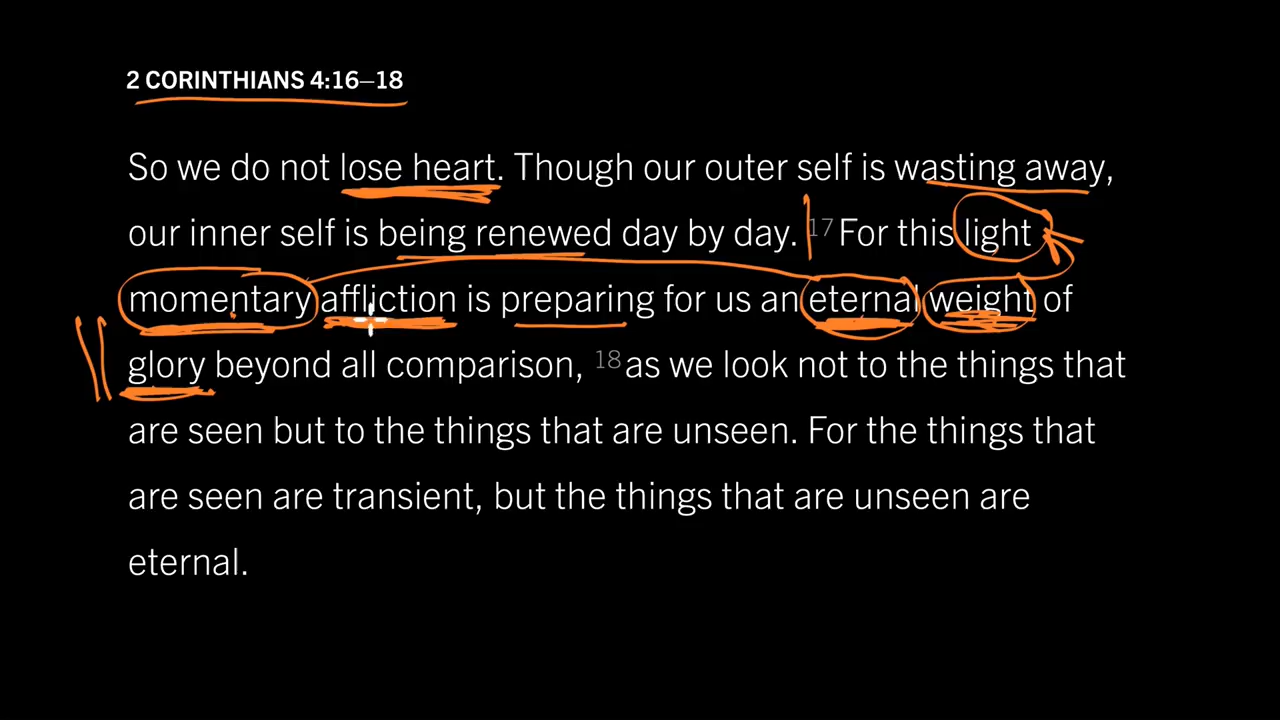 2 CORINTHIANS 4:16–18
So we do not lose heart. Though our outer self is wasting away,
our inner self is being renewed day by day. 17 For this light
momentary affliction is preparing for us an eternal weight of
glory beyond all comparison, 18 as we look not to the things that
are seen but to the things that are unseen. For the things that
are seen are transient, but the things that are unseen are
eternal.